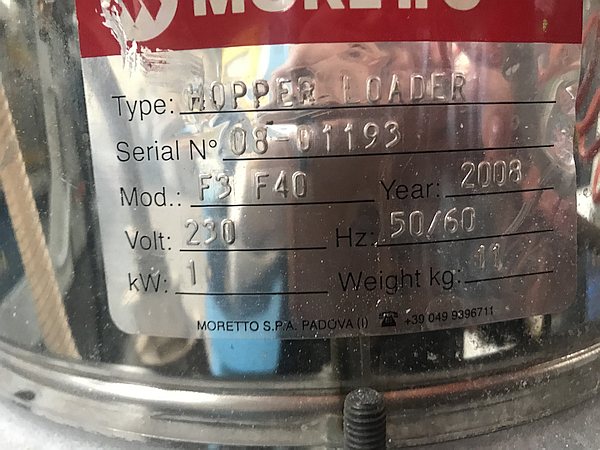 MORETTO
Type: HOPPER LOADER
Serial N° 08-01193
Mod.: F3 F40 Year: 2008
Volt: 230 Hz: 50/60
kW: 1 Weight kg: 11
MORETTO S.P.A. PADOVA (I) ☎ +39 049 9396711